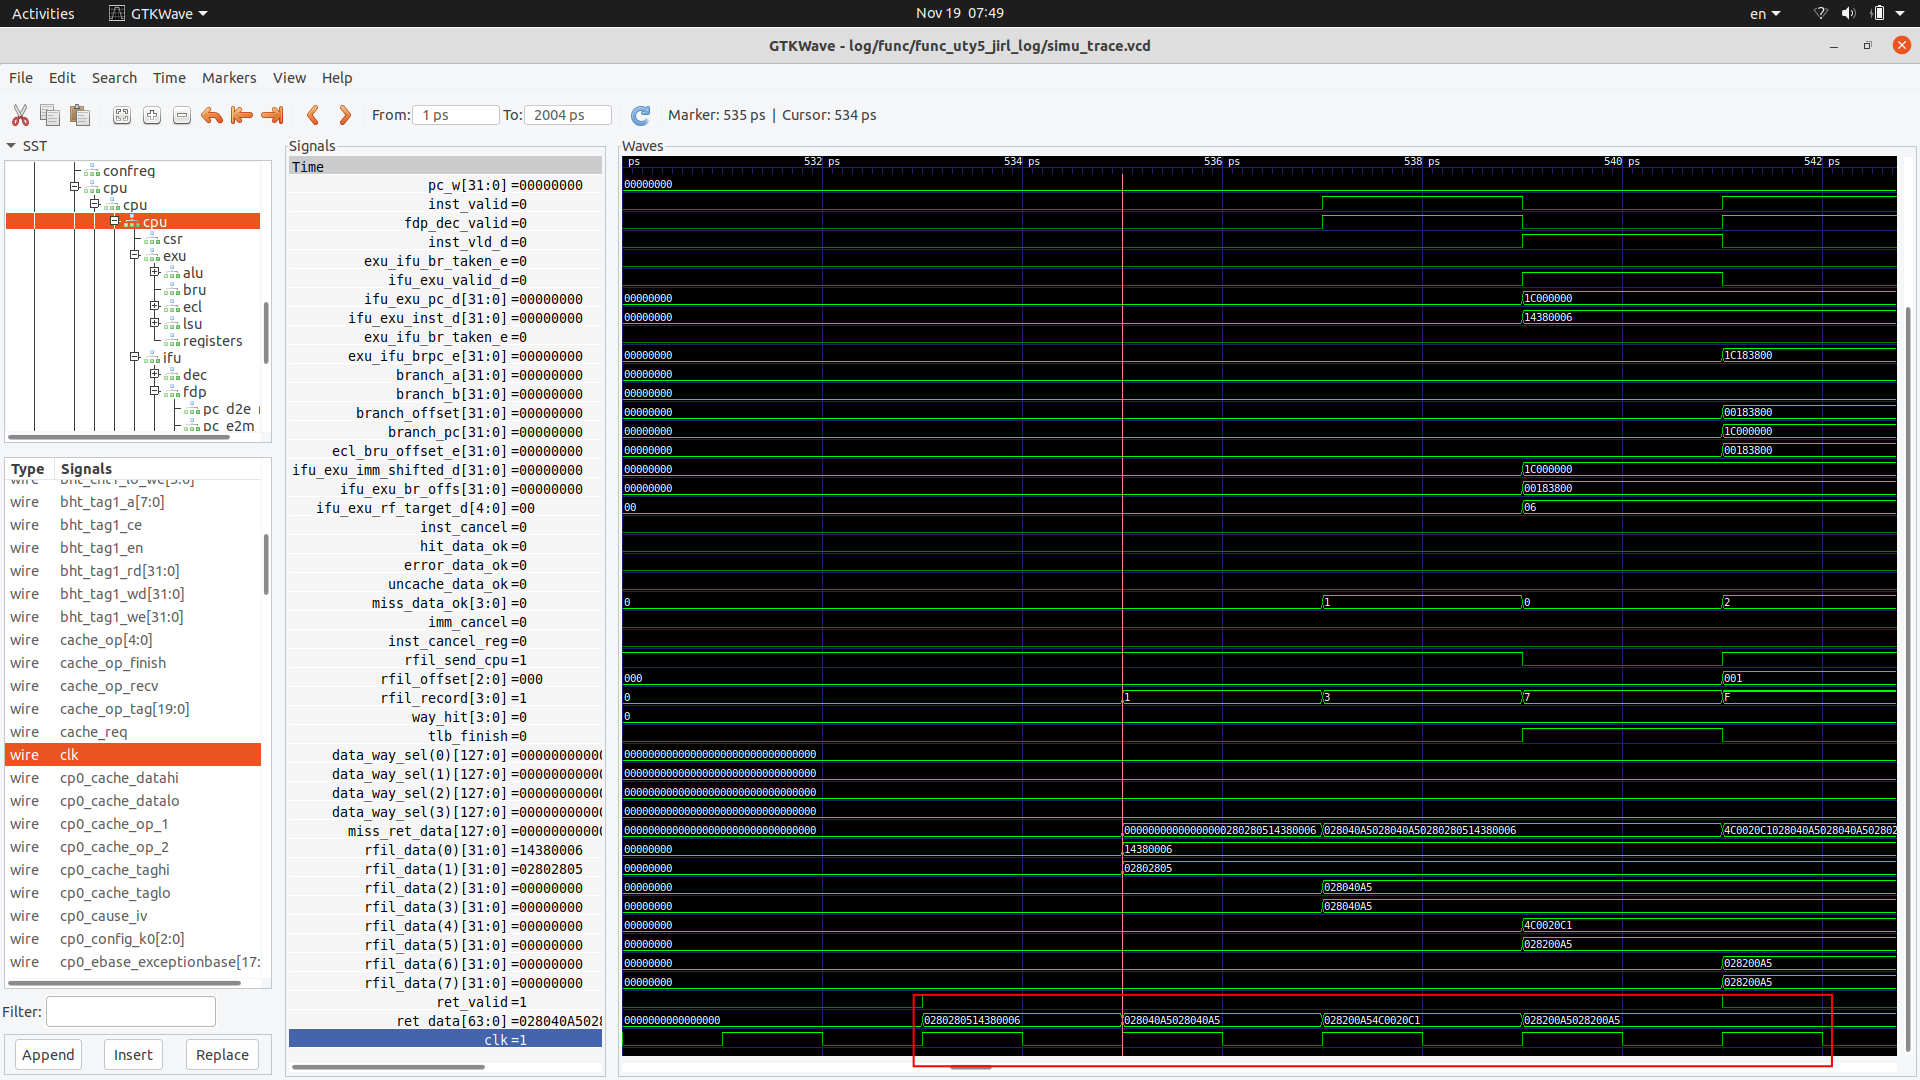 Activities GTKWave Nov 19 07:49 en
GTKWave - log/func/func_uty5_jirl_log/simu_trace.vcd
File Edit Search Time Markers View Help
From: 1 ps To: 2004 ps Marker: 535 ps | Cursor: 534 ps
SST
confreg
cpu
cpu
cpu
csr
exu
alu
bru
ecl
lsu
registers
ifu
dec
fdp
pc_d2e_
pc_e2m
Type Signals
wire bht_tag1_a[7:0]
wire bht_tag1_ce
wire bht_tag1_en
wire bht_tag1_rd[31:0]
wire bht_tag1_wd[31:0]
wire bht_tag1_we[31:0]
wire cache_op[4:0]
wire cache_op_finish
wire cache_op_recv
wire cache_op_tag[19:0]
wire cache_req
wire clk
wire cp0_cache_datahi
wire cp0_cache_datalo
wire cp0_cache_op_1
wire cp0_cache_op_2
wire cp0_cache_taghi
wire cp0_cache_taglo
wire cp0_cause_iv
wire cp0_config_k0[2:0]
wire cp0_ebase_exceptionbase[17:
Filter:
Append Insert Replace
Signals
Time
pc_w[31:0] =00000000
inst_valid =0
fdp_dec_valid =0
inst_vld_d =0
exu_ifu_br_taken_e =0
ifu_exu_valid_d =0
ifu_exu_pc_d[31:0] =00000000
ifu_exu_inst_d[31:0] =00000000
exu_ifu_br_taken_e =0
exu_ifu_brpc_e[31:0] =00000000
branch_a[31:0] =00000000
branch_b[31:0] =00000000
branch_offset[31:0] =00000000
branch_pc[31:0] =00000000
ecl_bru_offset_e[31:0] =00000000
ifu_exu_imm_shifted_d[31:0] =00000000
ifu_exu_br_offs[31:0] =00000000
ifu_exu_rf_target_d[4:0] =00
inst_cancel =0
hit_data_ok =0
error_data_ok =0
uncache_data_ok =0
miss_data_ok[3:0] =0
imm_cancel =0
inst_cancel_reg =0
rfil_send_cpu =1
rfil_offset[2:0] =000
rfil_record[3:0] =1
way_hit[3:0] =0
tlb_finish =0
data_way_sel(0)[127:0] =00000000000
data_way_sel(1)[127:0] =00000000000
data_way_sel(2)[127:0] =00000000000
data_way_sel(3)[127:0] =00000000000
miss_ret_data[127:0] =00000000000
rfil_data(0)[31:0] =14380006
rfil_data(1)[31:0] =02802805
rfil_data(2)[31:0] =00000000
rfil_data(3)[31:0] =00000000
rfil_data(4)[31:0] =00000000
rfil_data(5)[31:0] =00000000
rfil_data(6)[31:0] =00000000
rfil_data(7)[31:0] =00000000
ret_valid =1
ret_data[63:0] =028040A5028
clk =1
Waves
ps 532 ps 534 ps 536 ps 538 ps 540 ps 542 ps
00000000
00000000 1C000000
00000000 14380006
00000000 1C183800
00000000
00000000
00000000 00183800
00000000 1C000000
00000000 00183800
00000000 1C000000
00000000 00183800
00 06
0 1 0 2
000 001
0 1 3 7 F
0
00000000000000000000000000000000
00000000000000000000000000000000
00000000000000000000000000000000
00000000000000000000000000000000
00000000000000000000000000000000 00000000000000000280280514380006 028040A5028040A50280280514380006 4C0020C1028040A5028040A502802
00000000 14380006
00000000 02802805
00000000 028040A5
00000000 028040A5
00000000 4C0020C1
00000000 028200A5
00000000 028200A5
00000000 028200A5
0000000000000000 0280280514380006 028040A5028040A5 028200A54C0020C1 028200A5028200A5